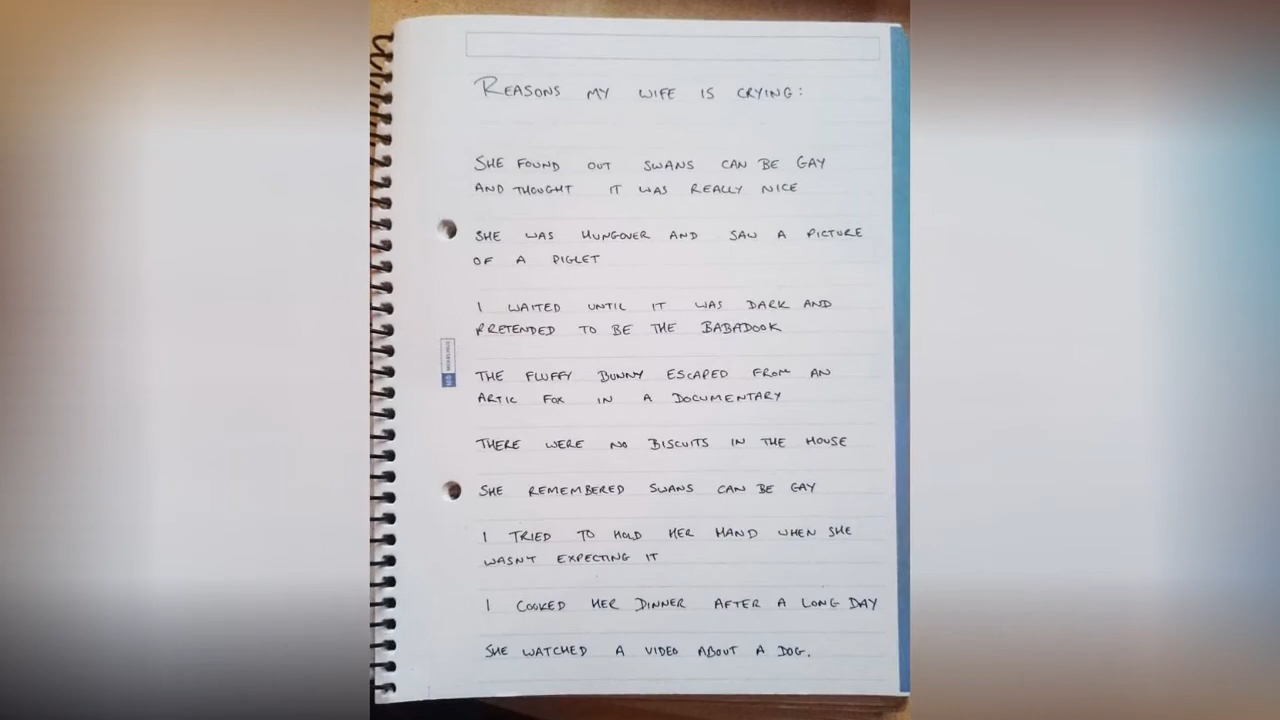 REASONS MY WIFE IS CRYING:
SHE FOUND OUT SWANS CAN BE GAY
AND THOUGHT IT WAS REALLY NICE
SHE WAS HUNGOVER AND SAW A PICTURE
OF A PIGLET
I WAITED UNTIL IT WAS DARK AND
PRETENDED TO BE THE BABADOOK
THE FLUFFY BUNNY ESCAPED FROM AN
ARTIC FOX IN A DOCUMENTARY
THERE WERE NO BISCUITS IN THE HOUSE
SHE REMEMBERED SWANS CAN BE GAY
I TRIED TO HOLD HER HAND WHEN SHE
WASN'T EXPECTING IT
I COOKED HER DINNER AFTER A LONG DAY
SHE WATCHED A VIDEO ABOUT A DOG.